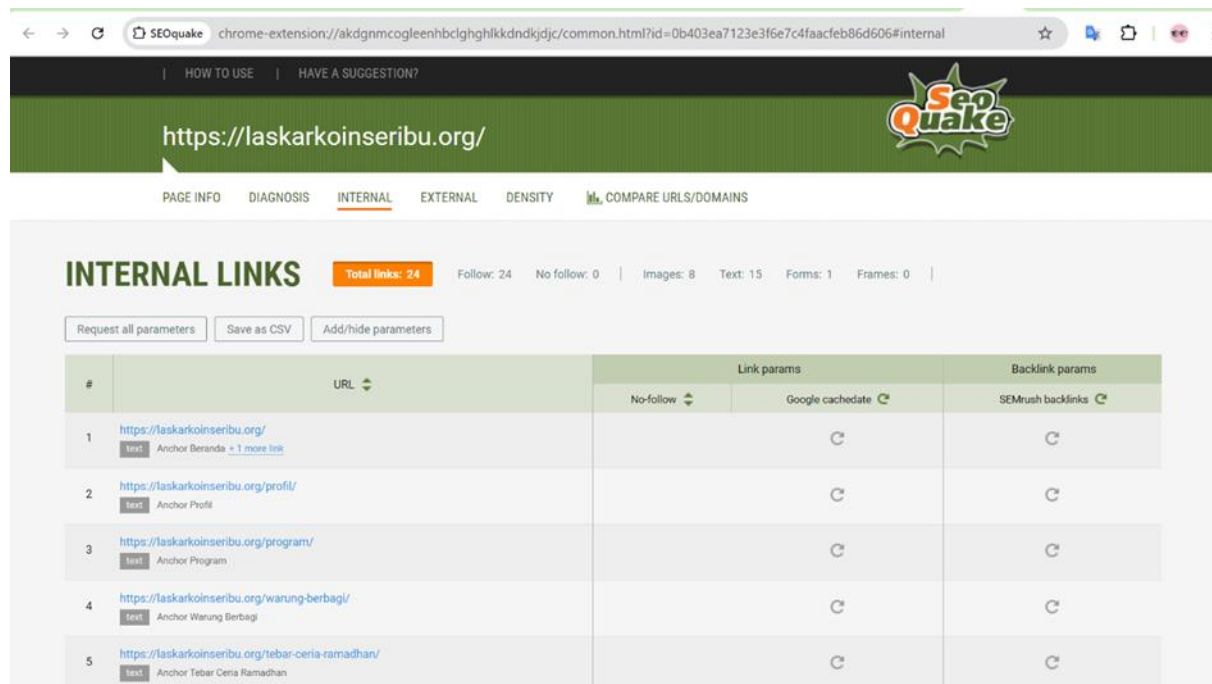 SEOquake chrome-extension://akdgnmcogleenhbclghghlkkdndkjdjc/common.html?id=0b403ea7123e3f6e7c4faacfeb86d606#internal
| HOW TO USE | HAVE A SUGGESTION?
Seo
Quake
https://laskarkoinseribu.org/
PAGE INFO DIAGNOSIS INTERNAL EXTERNAL DENSITY COMPARE URLS/DOMAINS
INTERNAL LINKS Total links: 24 Follow: 24 No follow: 0 | Images: 8 Text: 15 Forms: 1 Frames: 0 |
Request all parameters Save as CSV Add/hide parameters
# URL Link params Backlink params
No-follow Google cachedate SEMrush backlinks
1 https://laskarkoinseribu.org/
text Anchor Beranda + 1 more link
2 https://laskarkoinseribu.org/profil/
text Anchor Profil
3 https://laskarkoinseribu.org/program/
text Anchor Program
4 https://laskarkoinseribu.org/warung-berbagi/
text Anchor Warung Berbagi
5 https://laskarkoinseribu.org/tebar-ceria-ramadhan/
text Anchor Tebar Ceria Ramadhan